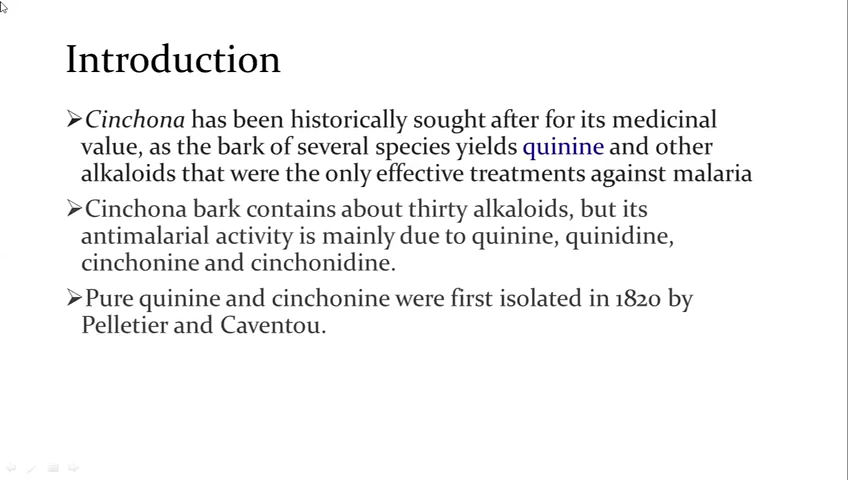 Introduction
➢Cinchona has been historically sought after for its medicinal
value, as the bark of several species yields quinine and other
alkaloids that were the only effective treatments against malaria
➢Cinchona bark contains about thirty alkaloids, but its
antimalarial activity is mainly due to quinine, quinidine,
cinchonine and cinchonidine.
➢Pure quinine and cinchonine were first isolated in 1820 by
Pelletier and Caventou.